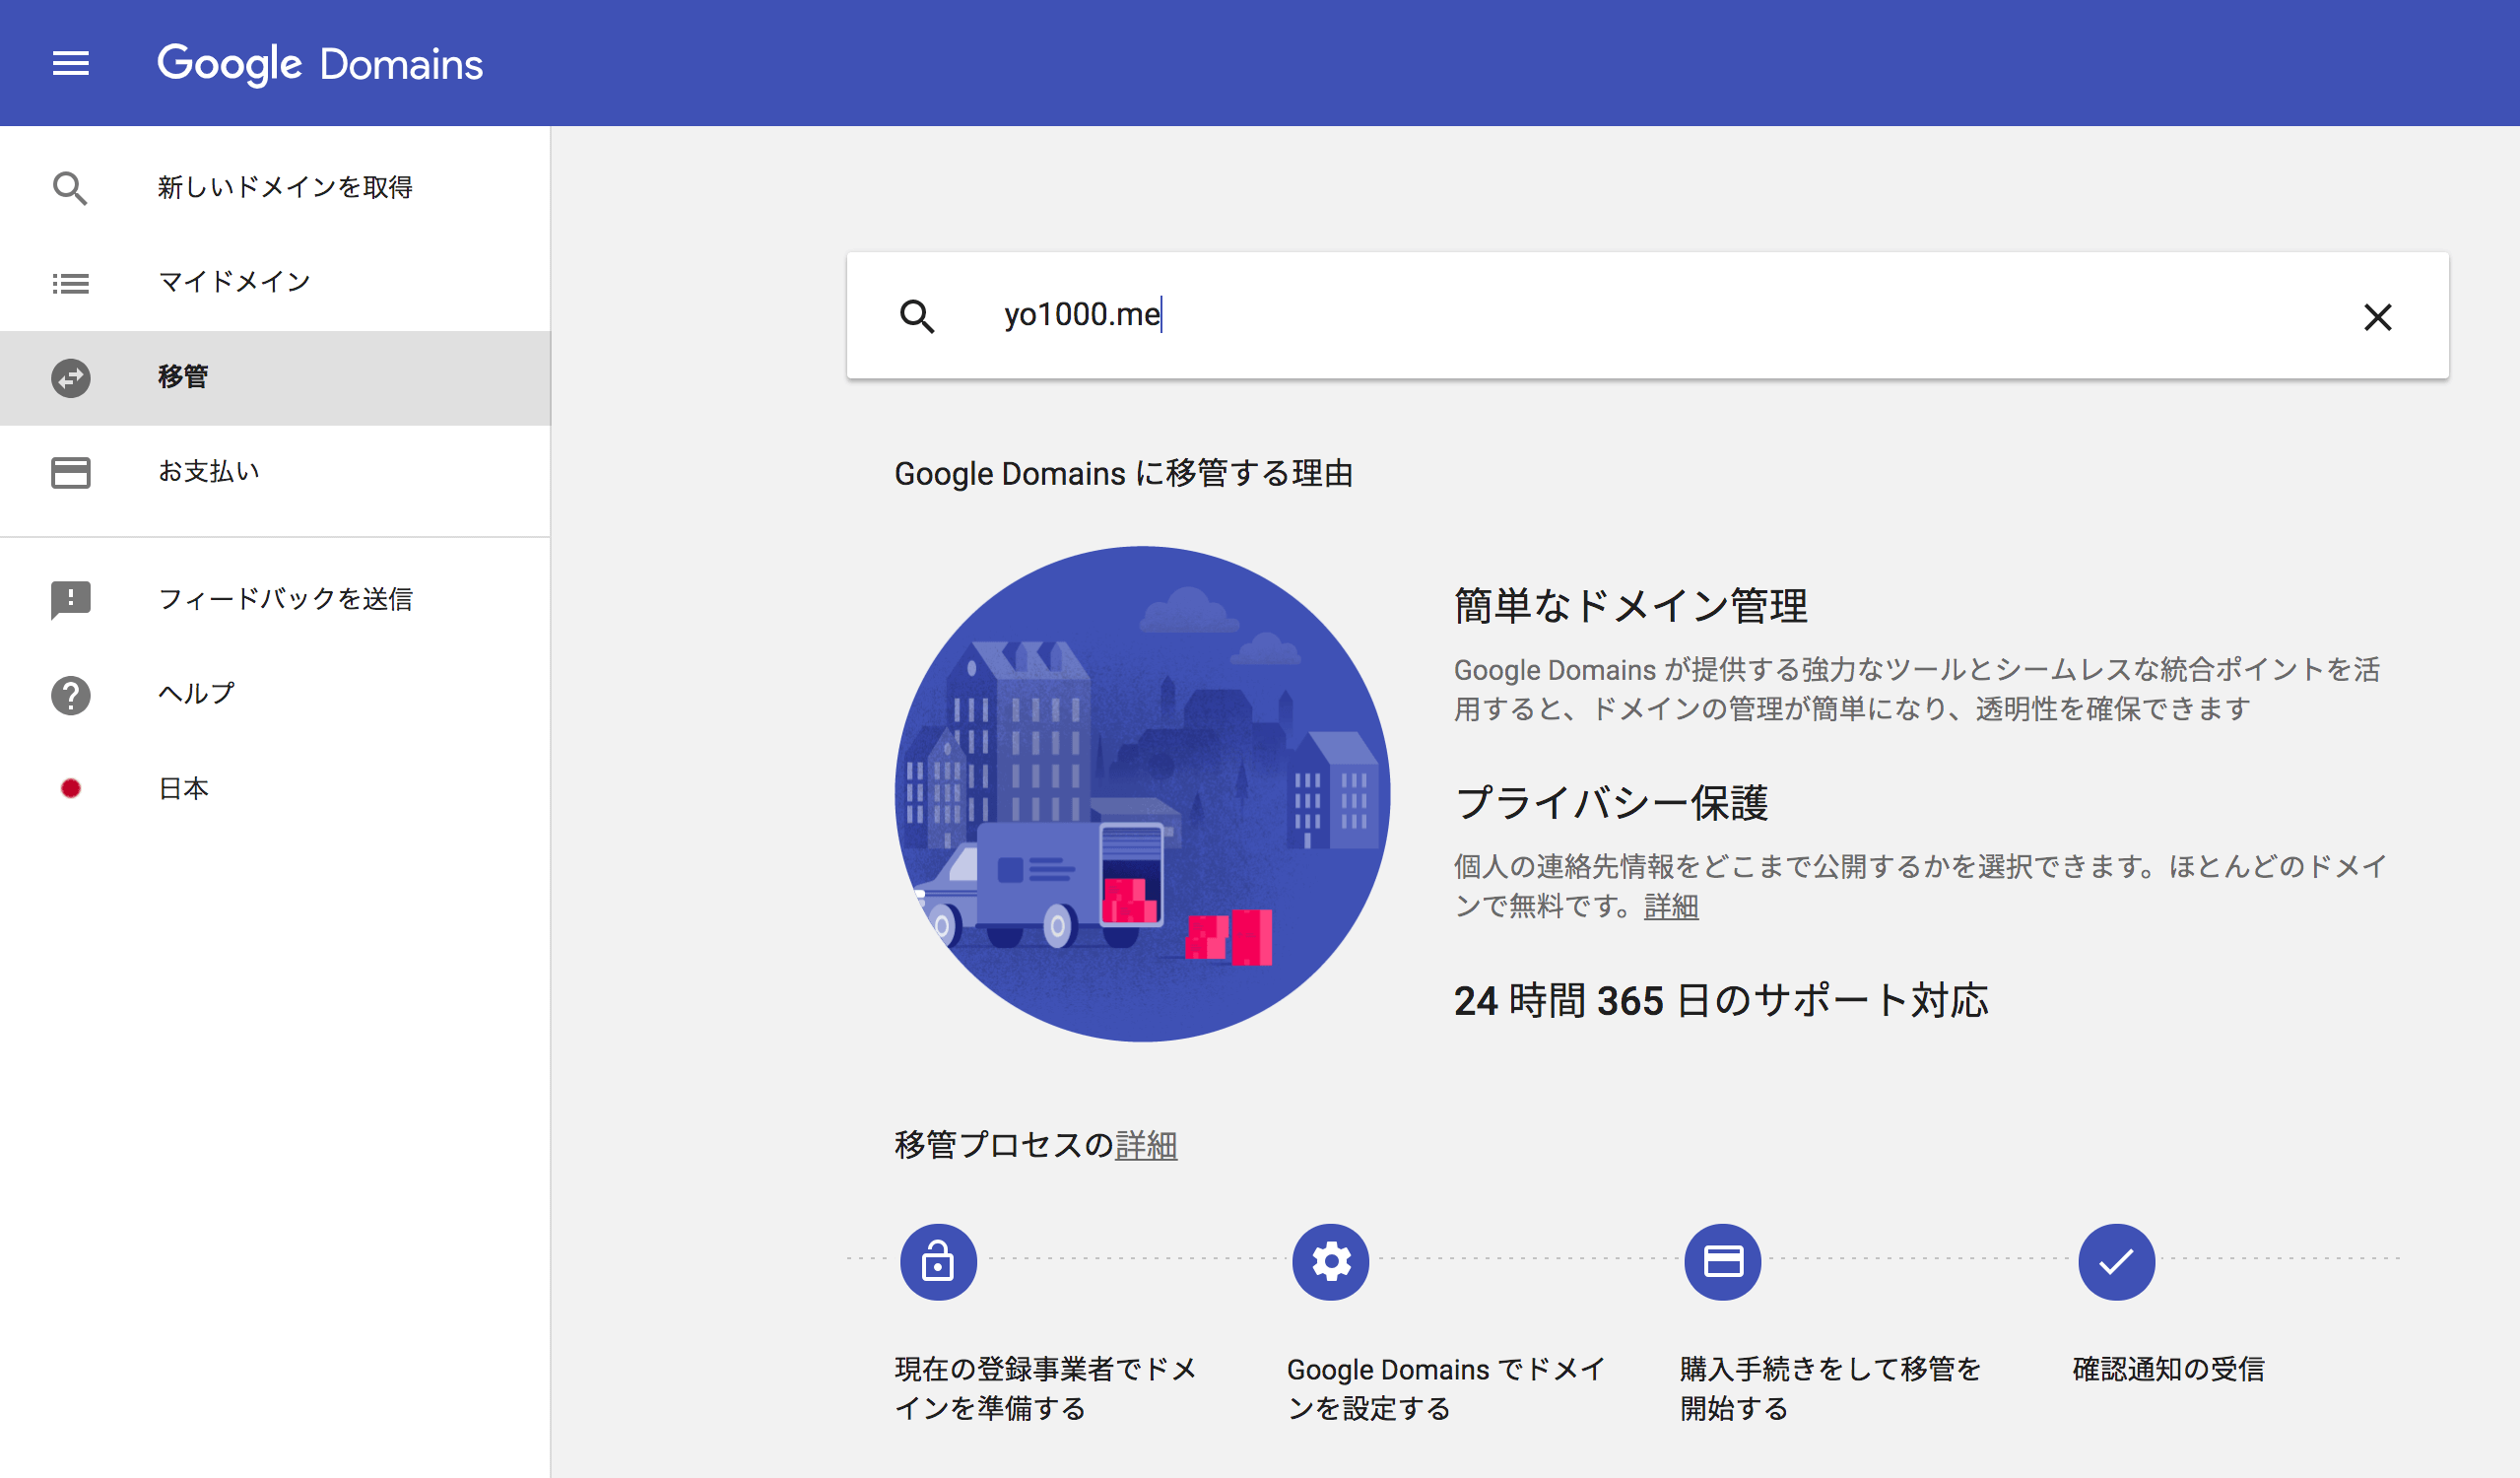 Google Domains
新しいドメインを取得
マイドメイン
移管
お支払い
フィードバックを送信
ヘルプ
日本
yo1000.me
Google Domains に移管する理由
簡単なドメイン管理
Google Domains が提供する強力なツールとシームレスな統合ポイントを活
用すると、ドメインの管理が簡単になり、透明性を確保できます
プライバシー保護
個人の連絡先情報をどこまで公開するかを選択できます。ほとんどのドメイ
ンで無料です。詳細
24 時間 365 日のサポート対応
移管プロセスの詳細
現在の登録事業者でドメ
インを準備する
Google Domains でドメイ
ンを設定する
購入手続きをして移管を
開始する
確認通知の受信